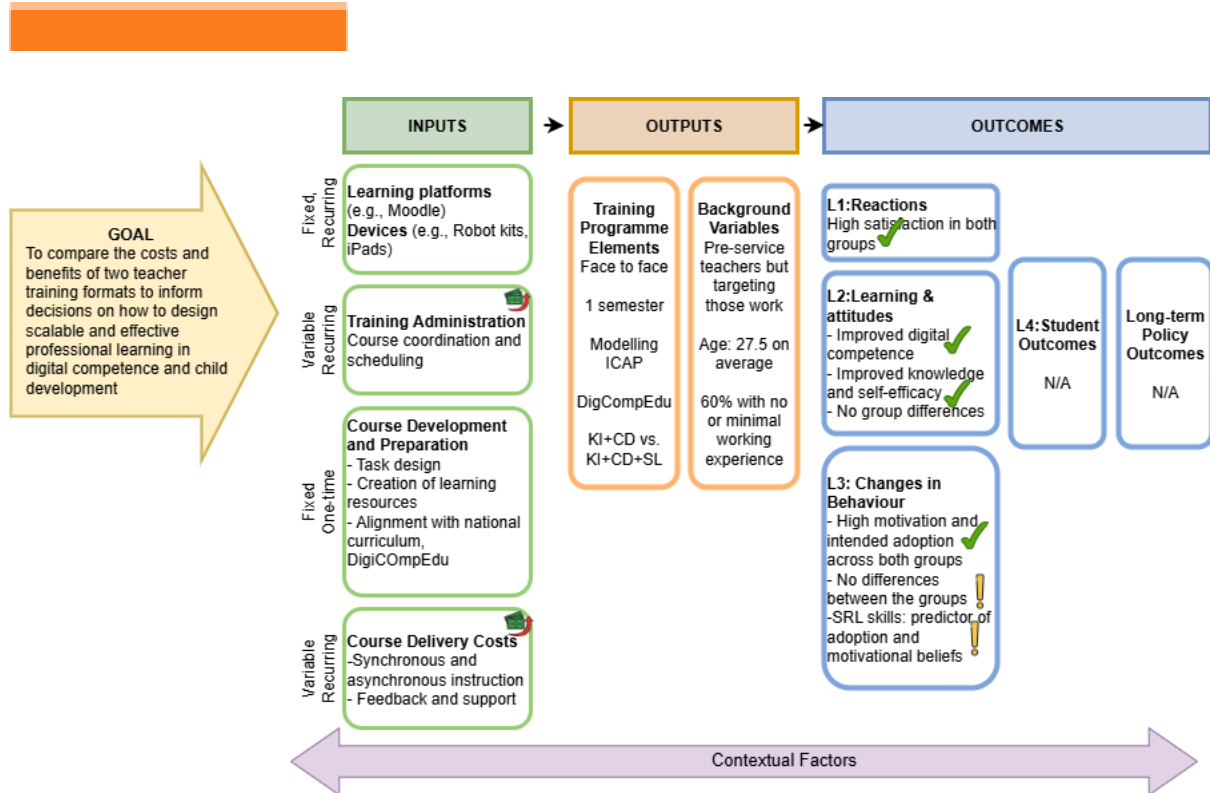 GOAL
To compare the costs and
benefits of two teacher
training formats to inform
decisions on how to design
scalable and effective
professional learning in
digital competence and child
development
INPUTS
Fixed,
Recurring
Learning platforms
(e.g., Moodle)
Devices (e.g., Robot kits,
iPads)
Variable
Recurring
Training Administration
Course coordination and
scheduling
Fixed
One-time
Course Development
and Preparation
- Task design
- Creation of learning
resources
- Alignment with national
curriculum,
DigiCOmpEdu
Variable
Recurring
Course Delivery Costs
-Synchronous and
asynchronous instruction
- Feedback and support
OUTPUTS
Training
Programme
Elements
Face to face
1 semester
Modelling
ICAP
DigCompEdu
KI+CD vs.
KI+CD+SL
Background
Variables
Pre-service
teachers but
targeting
those work
Age: 27.5 on
average
60% with no
or minimal
working
experience
OUTCOMES
L1:Reactions
High satisfaction in both
groups
L2:Learning &
attitudes
- Improved digital
competence
- Improved knowledge
and self-efficacy
- No group differences
L3: Changes in
Behaviour
- High motivation and
intended adoption
across both groups
- No differences
between the groups
-SRL skills: predictor of
adoption and
motivational beliefs
L4:Student
Outcomes
N/A
Long-term
Policy
Outcomes
N/A
Contextual Factors